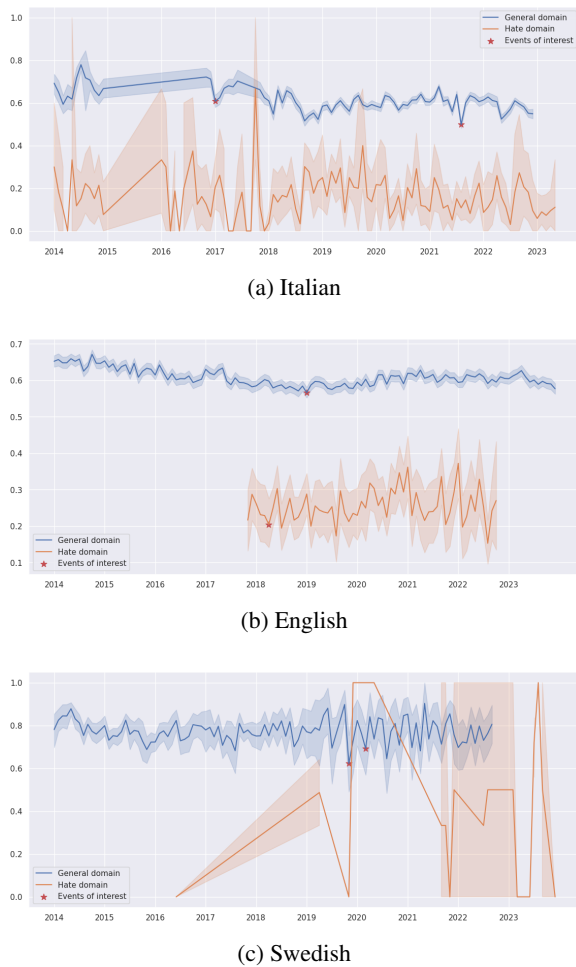 1.0
0.8
0.6
0.4
0.2
0.0
General domain
Hate domain
Events of interest
2014 2015 2016 2017 2018 2019 2020 2021 2022 2023
(a) Italian
0.7
0.6
0.5
0.4
0.3
0.2
0.1
General domain
Hate domain
Events of interest
2014 2015 2016 2017 2018 2019 2020 2021 2022 2023
(b) English
1.0
0.8
0.6
0.4
0.2
0.0
General domain
Hate domain
Events of interest
2014 2015 2016 2017 2018 2019 2020 2021 2022 2023
(c) Swedish